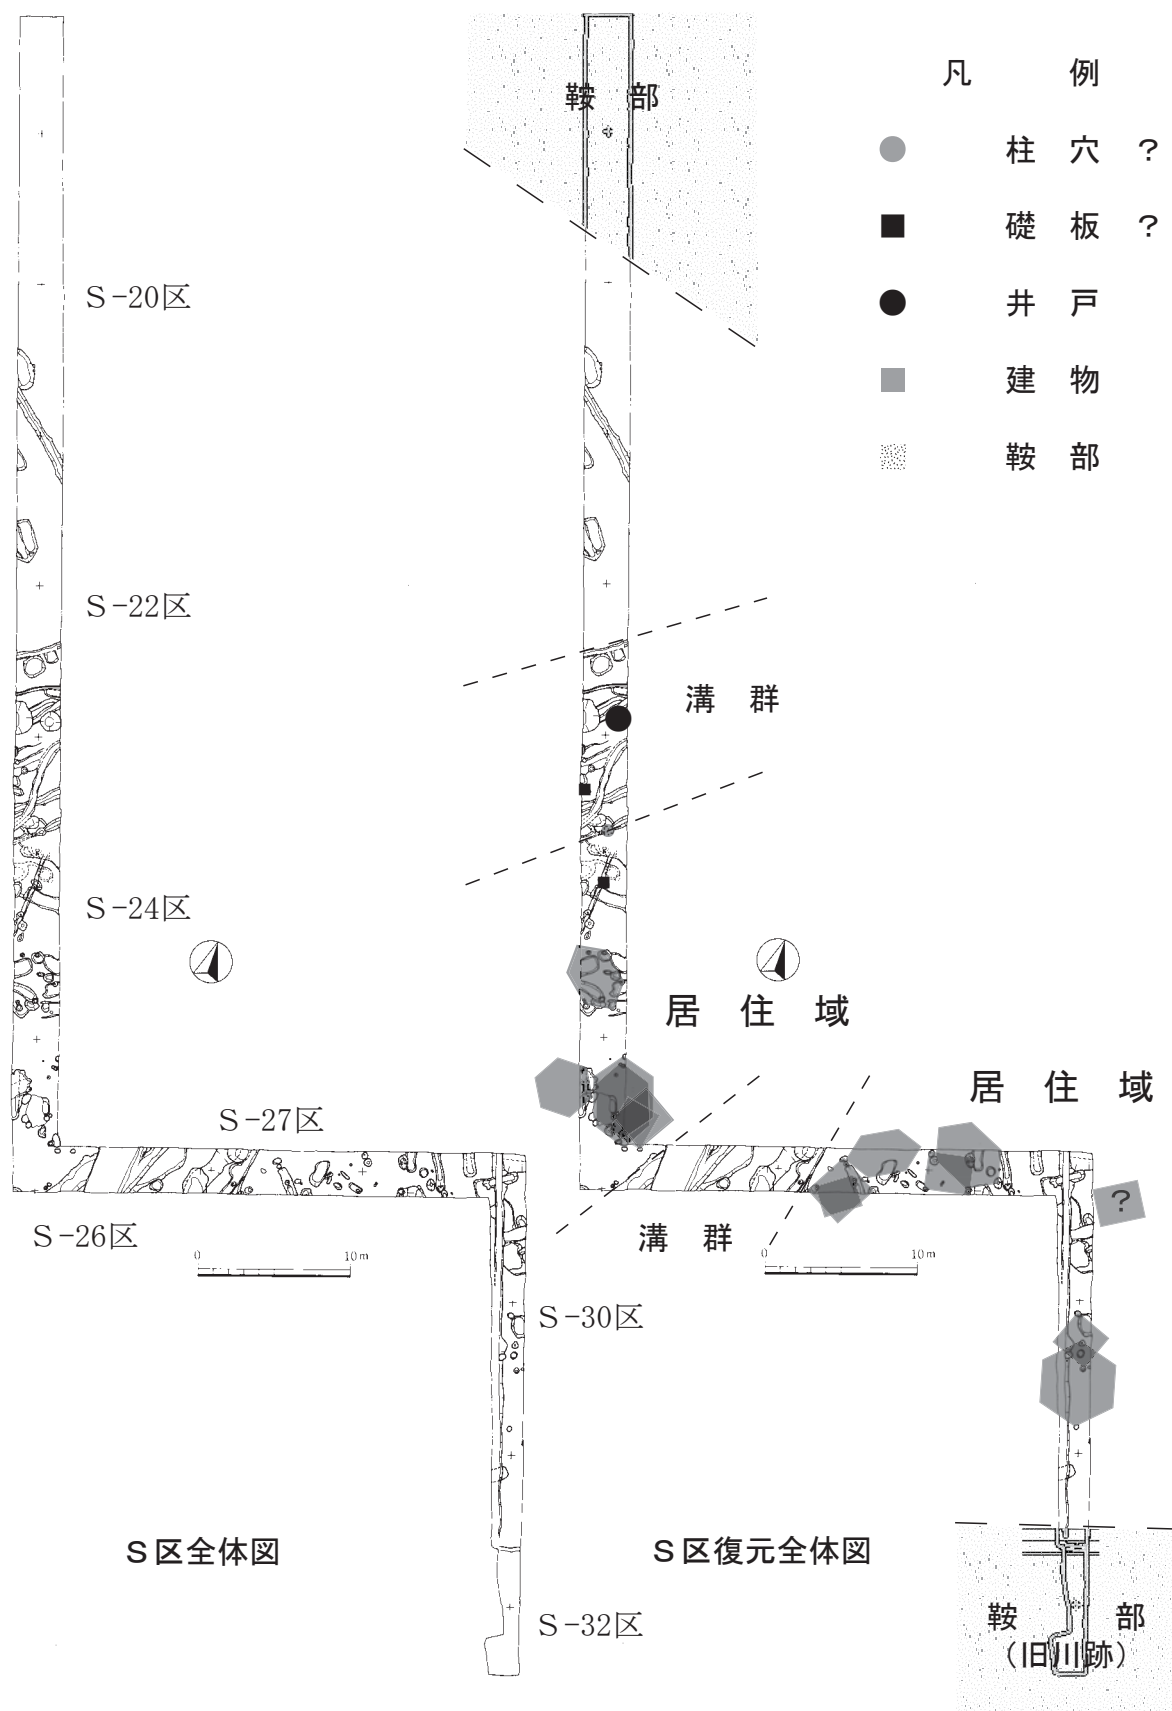 鞍 部
凡 例
柱 穴 ?
礎 板 ?
井 戸
建 物
鞍 部
S-20区
S-22区
溝 群
S-24区
居 住 域
居 住 域
S-27区
?
S-26区
溝 群
0 10m
0 10m
S-30区
S区全体図
S区復元全体図
S-32区
鞍 部
(旧川跡)